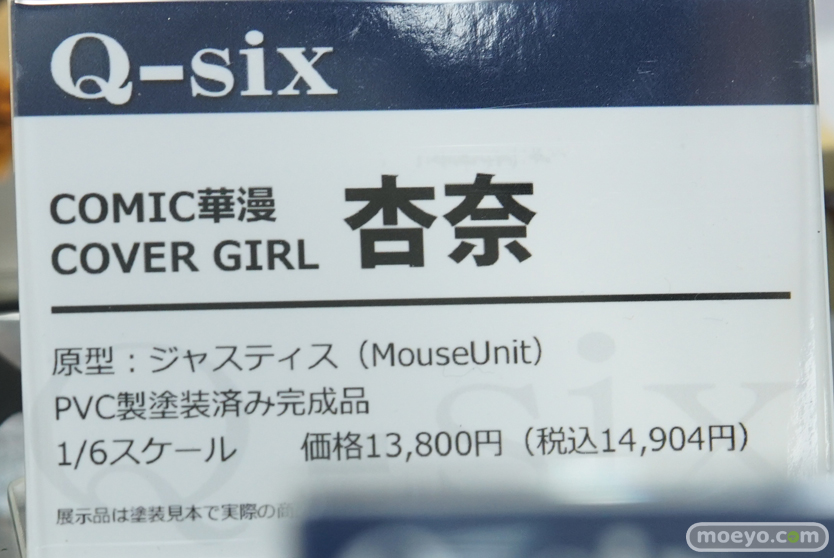 Q-six
COMIC華漫
COVER GIRL 杏奈
原型：ジャスティス（MouseUnit）
PVC製塗装済み完成品
1/6スケール 価格13,800円（税込14,904円）
展示品は塗装見本で実際の商
moeyo.com